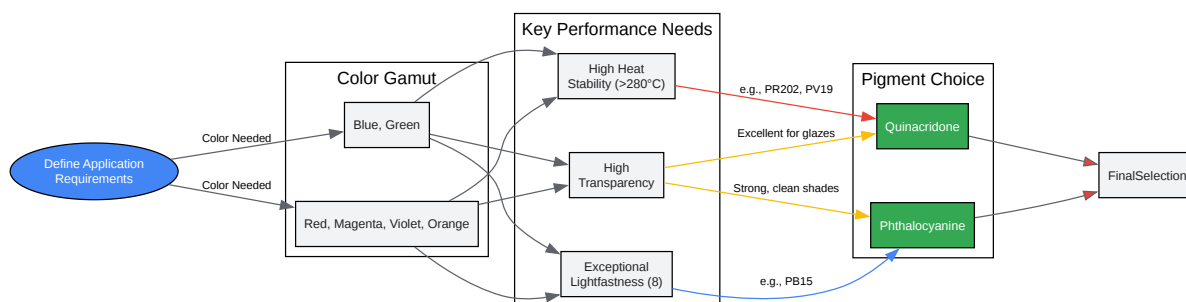 Key Performance Needs
Color Gamut
Pigment Choice
High Heat
Stability (>280°C)
e.g., PR202, PV19
Blue, Green
Quinacridone
Color Needed
Excellent for glazes
Define Application
Requirements
High
Transparency
FinalSelection
Color Needed
Strong, clean shades
Red, Magenta, Violet, Orange
Phthalocyanine
Exceptional
Lightfastness (8)
e.g., PB15